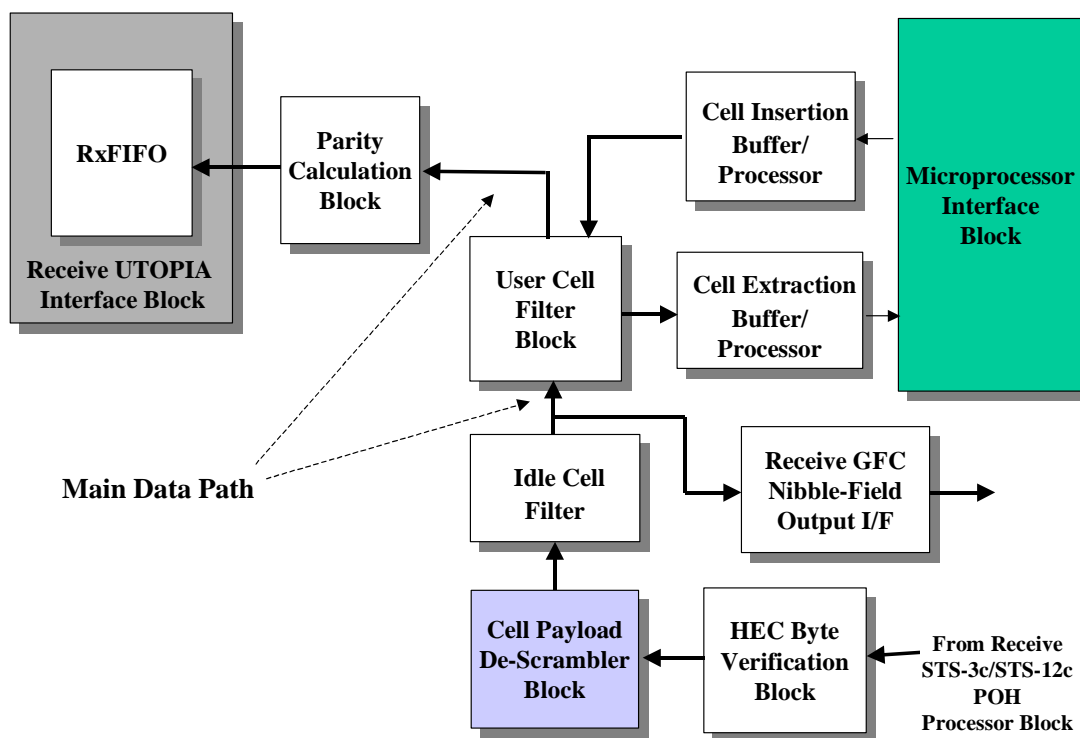 RxFIFO
Receive UTOPIA
Interface Block
Parity
Calculation
Block
Cell Insertion
Buffer/
Processor
Microprocessor
Interface
Block
User Cell
Filter
Block
Cell Extraction
Buffer/
Processor
Main Data Path
Idle Cell
Filter
Receive GFC
Nibble-Field
Output I/F
Cell Payload
De-Scrambler
Block
HEC Byte
Verification
Block
From Receive
STS-3c/STS-12c
POH
Processor Block